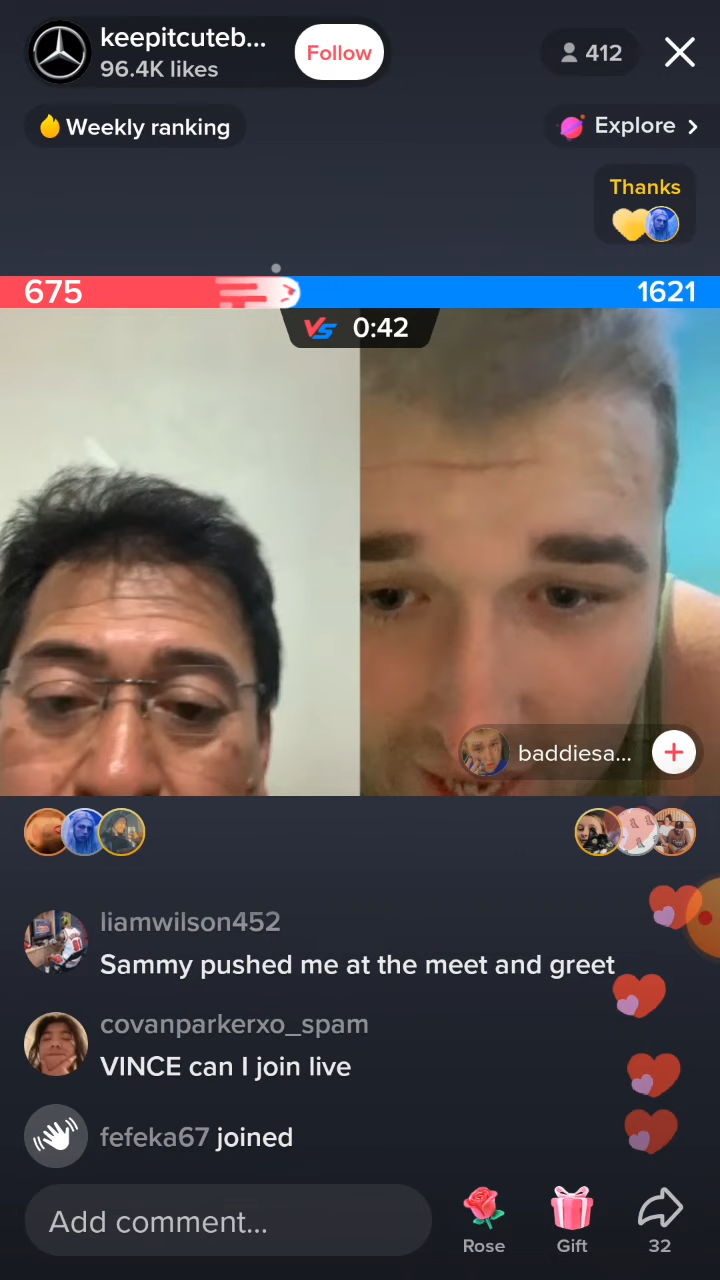 keepitcuteb...
96.4K likes
Follow
412
Weekly ranking
Explore
Thanks
675
1621
VS 0:42
baddiesa...
liamwilson452
Sammy pushed me at the meet and greet
covanparkerxo_spam
VINCE can I join live
fefeka67 joined
Add comment...
Rose
Gift
32